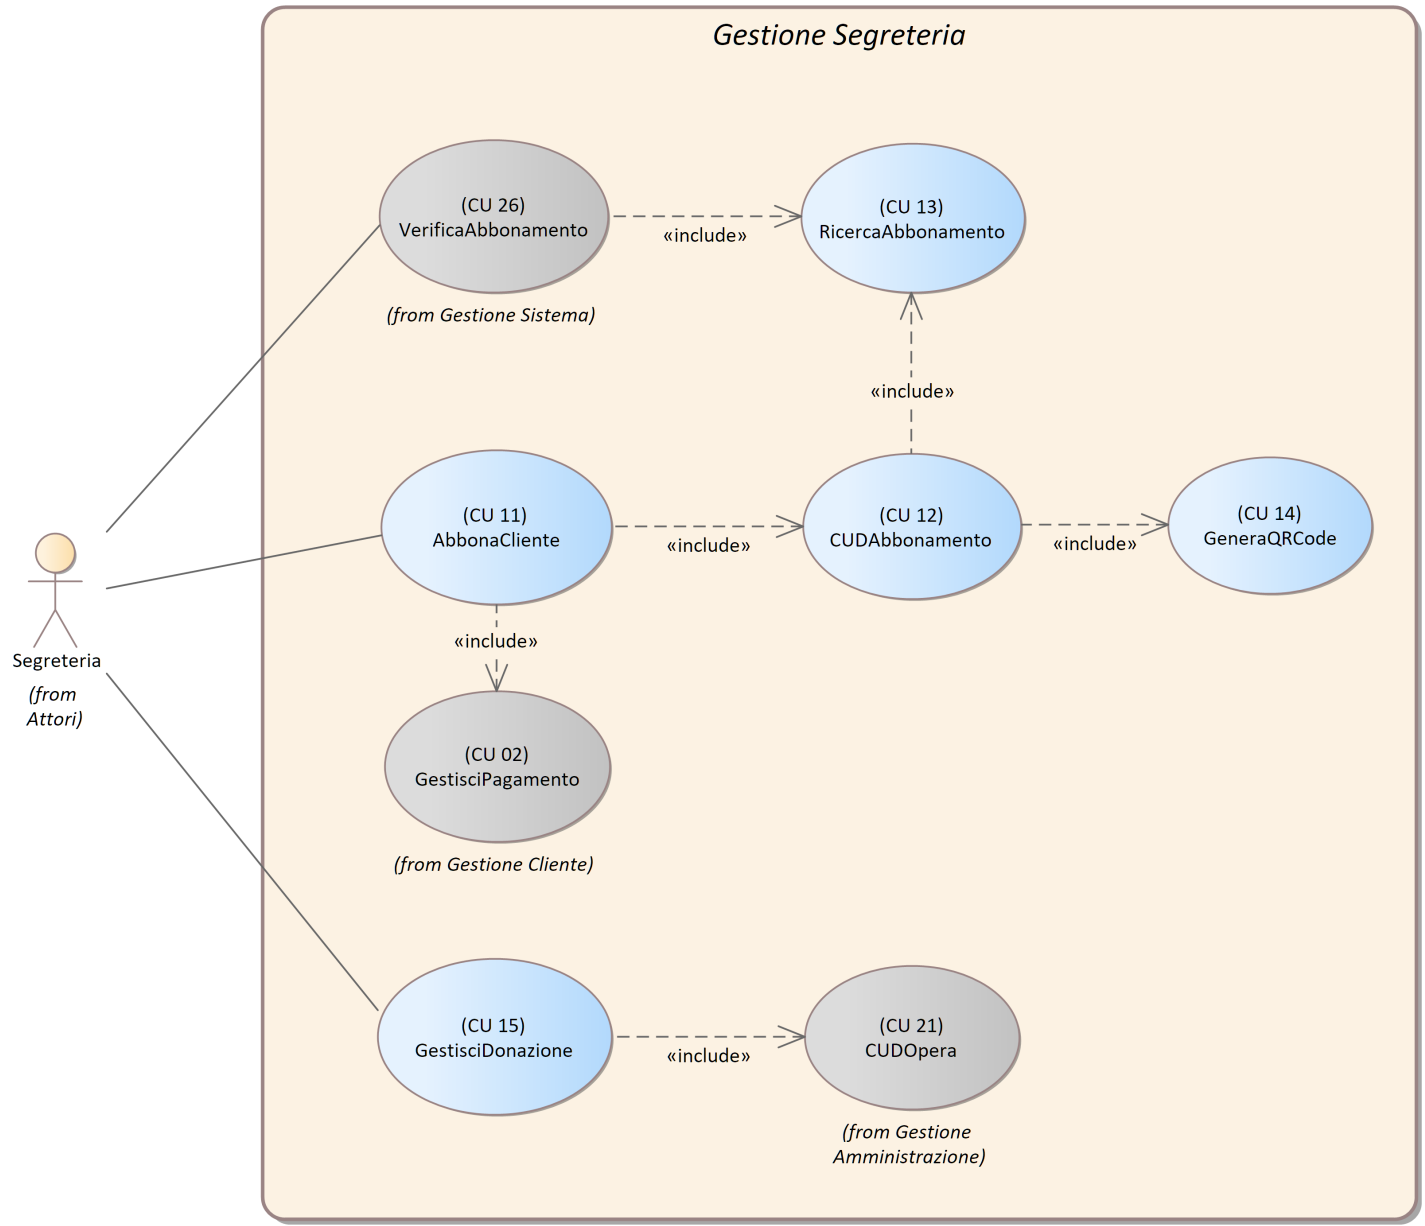 Gestione Segreteria
(CU 26)
VerificaAbbonamento
(from Gestione Sistema)
«include»
(CU 13)
RicercaAbbonamento
«include»
(CU 11)
AbbonaCliente
«include»
(CU 12)
CUDAbbonamento
«include»
(CU 14)
GeneraQRCode
«include»
Segreteria
(from
Attori)
(CU 02)
GestisciPagamento
(from Gestione Cliente)
(CU 15)
GestisciDonazione
«include»
(CU 21)
CUDOpera
(from Gestione
Amministrazione)